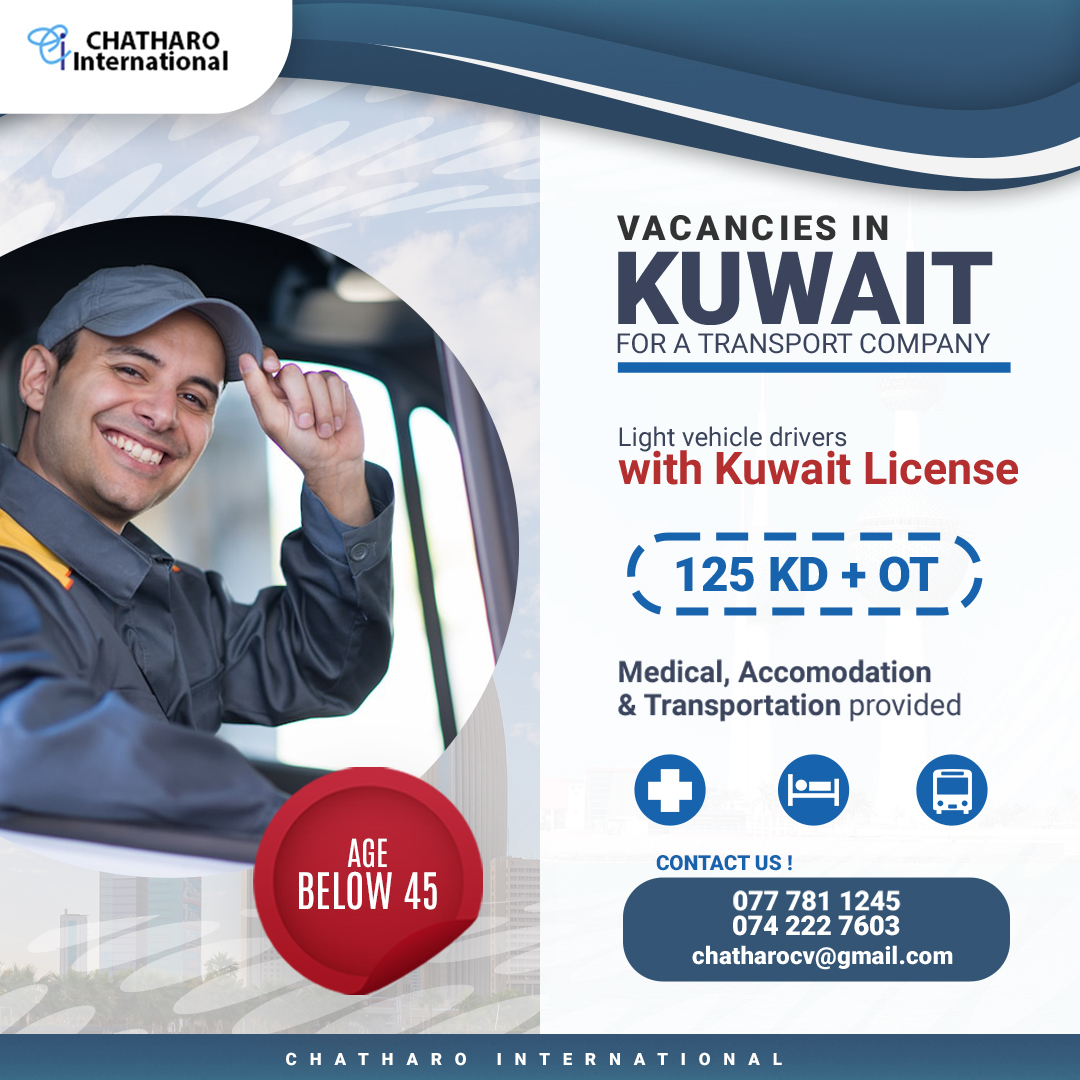 CHATHARO
International
VACANCIES IN
KUWAIT
FOR A TRANSPORT COMPANY
Light vehicle drivers
with Kuwait License
125 KD + OT
Medical, Accomodation
& Transportation provided
AGE
BELOW 45
CONTACT US !
077 781 1245
074 222 7603
chatharocv@gmail.com
CHATHARO INTERNATIONAL